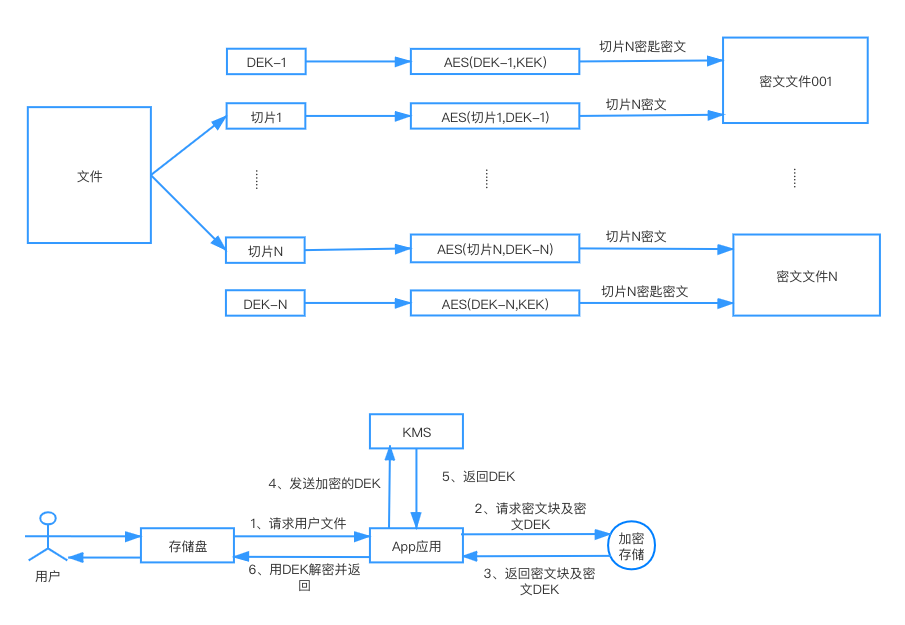 DEK-1
AES(DEK-1,KEK)
切片N密匙密文
密文文件001
切片1
AES(切片1,DEK-1)
切片N密文
文件
切片N
AES(切片N,DEK-N)
切片N密文
密文文件N
DEK-N
AES(DEK-N,KEK)
切片N密匙密文
KMS
4、发送加密的DEK
5、返回DEK
用户
存储盘
1、请求用户文件
6、用DEK解密并返
回
App应用
2、请求密文块及密
文DEK
3、返回密文块及密
文DEK
加密
存储